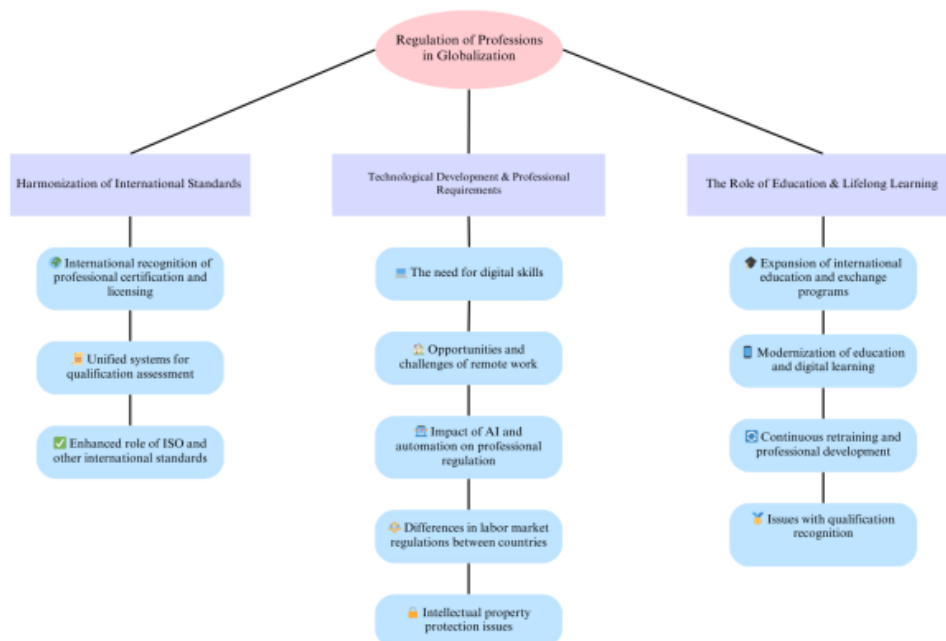 Regulation of Professions
in Globalization
Harmonization of International Standards
Technological Development & Professional
Requirements
The Role of Education & Lifelong Learning
International recognition of
professional certification and
licensing
Unified systems for
qualification assessment
Enhanced role of ISO and
other international standards
The need for digital skills
Opportunities and
challenges of remote work
Impact of AI and
automation on professional
regulation
Differences in labor market
regulations between countries
Intellectual property
protection issues
Expansion of international
education and exchange
programs
Modernization of education
and digital learning
Continuous retraining and
professional development
Issues with qualification
recognition